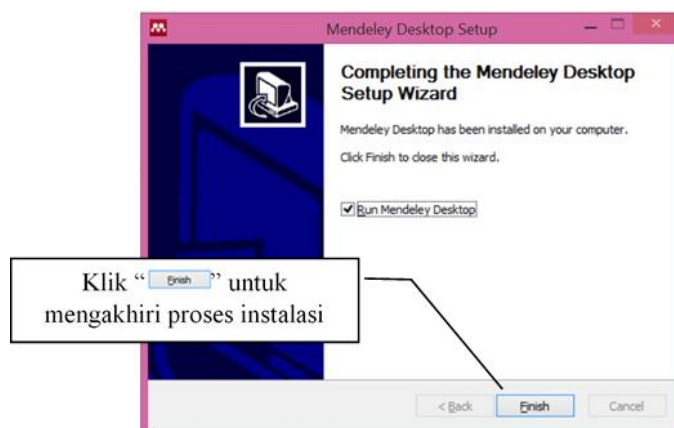 Mendeley Desktop Setup
Completing the Mendeley Desktop
Setup Wizard
Mendeley Desktop has been installed on your computer.
Click Finish to close this wizard.
Run Mendeley Desktop
Klik “ Finish ” untuk
mengakhiri proses instalasi
< Back Finish Cancel